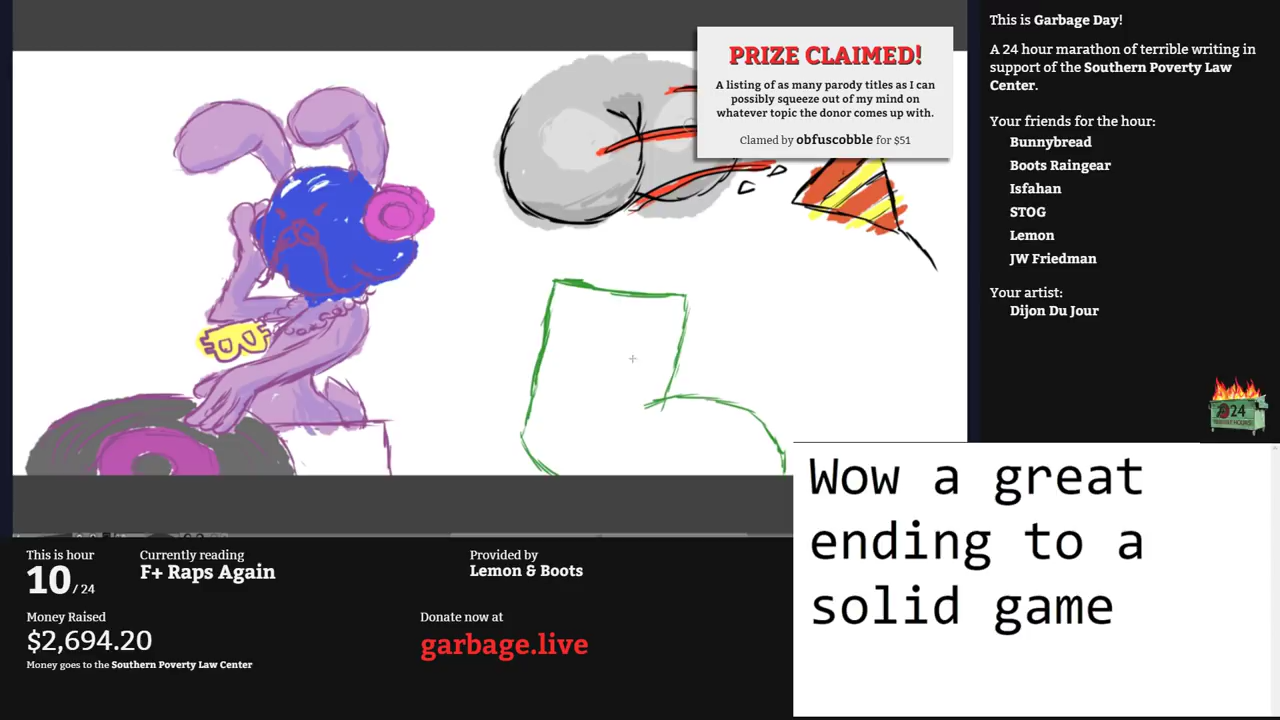 PRIZE CLAIMED!
A listing of as many parody titles as I can
possibly squeeze out of my mind on
whatever topic the donor comes up with.
Clamed by obfuscobble for $51
This is Garbage Day!
A 24 hour marathon of terrible writing in
support of the Southern Poverty Law
Center.
Your friends for the hour:
Bunnybread
Boots Raingear
Isfahan
STOG
Lemon
JW Friedman
Your artist:
Dijon Du Jour
B
Wow a great
ending to a
solid game
This is hour
10 / 24
Currently reading
F+ Raps Again
Provided by
Lemon & Boots
Money Raised
$2,694.20
Money goes to the Southern Poverty Law Center
Donate now at
garbage.live